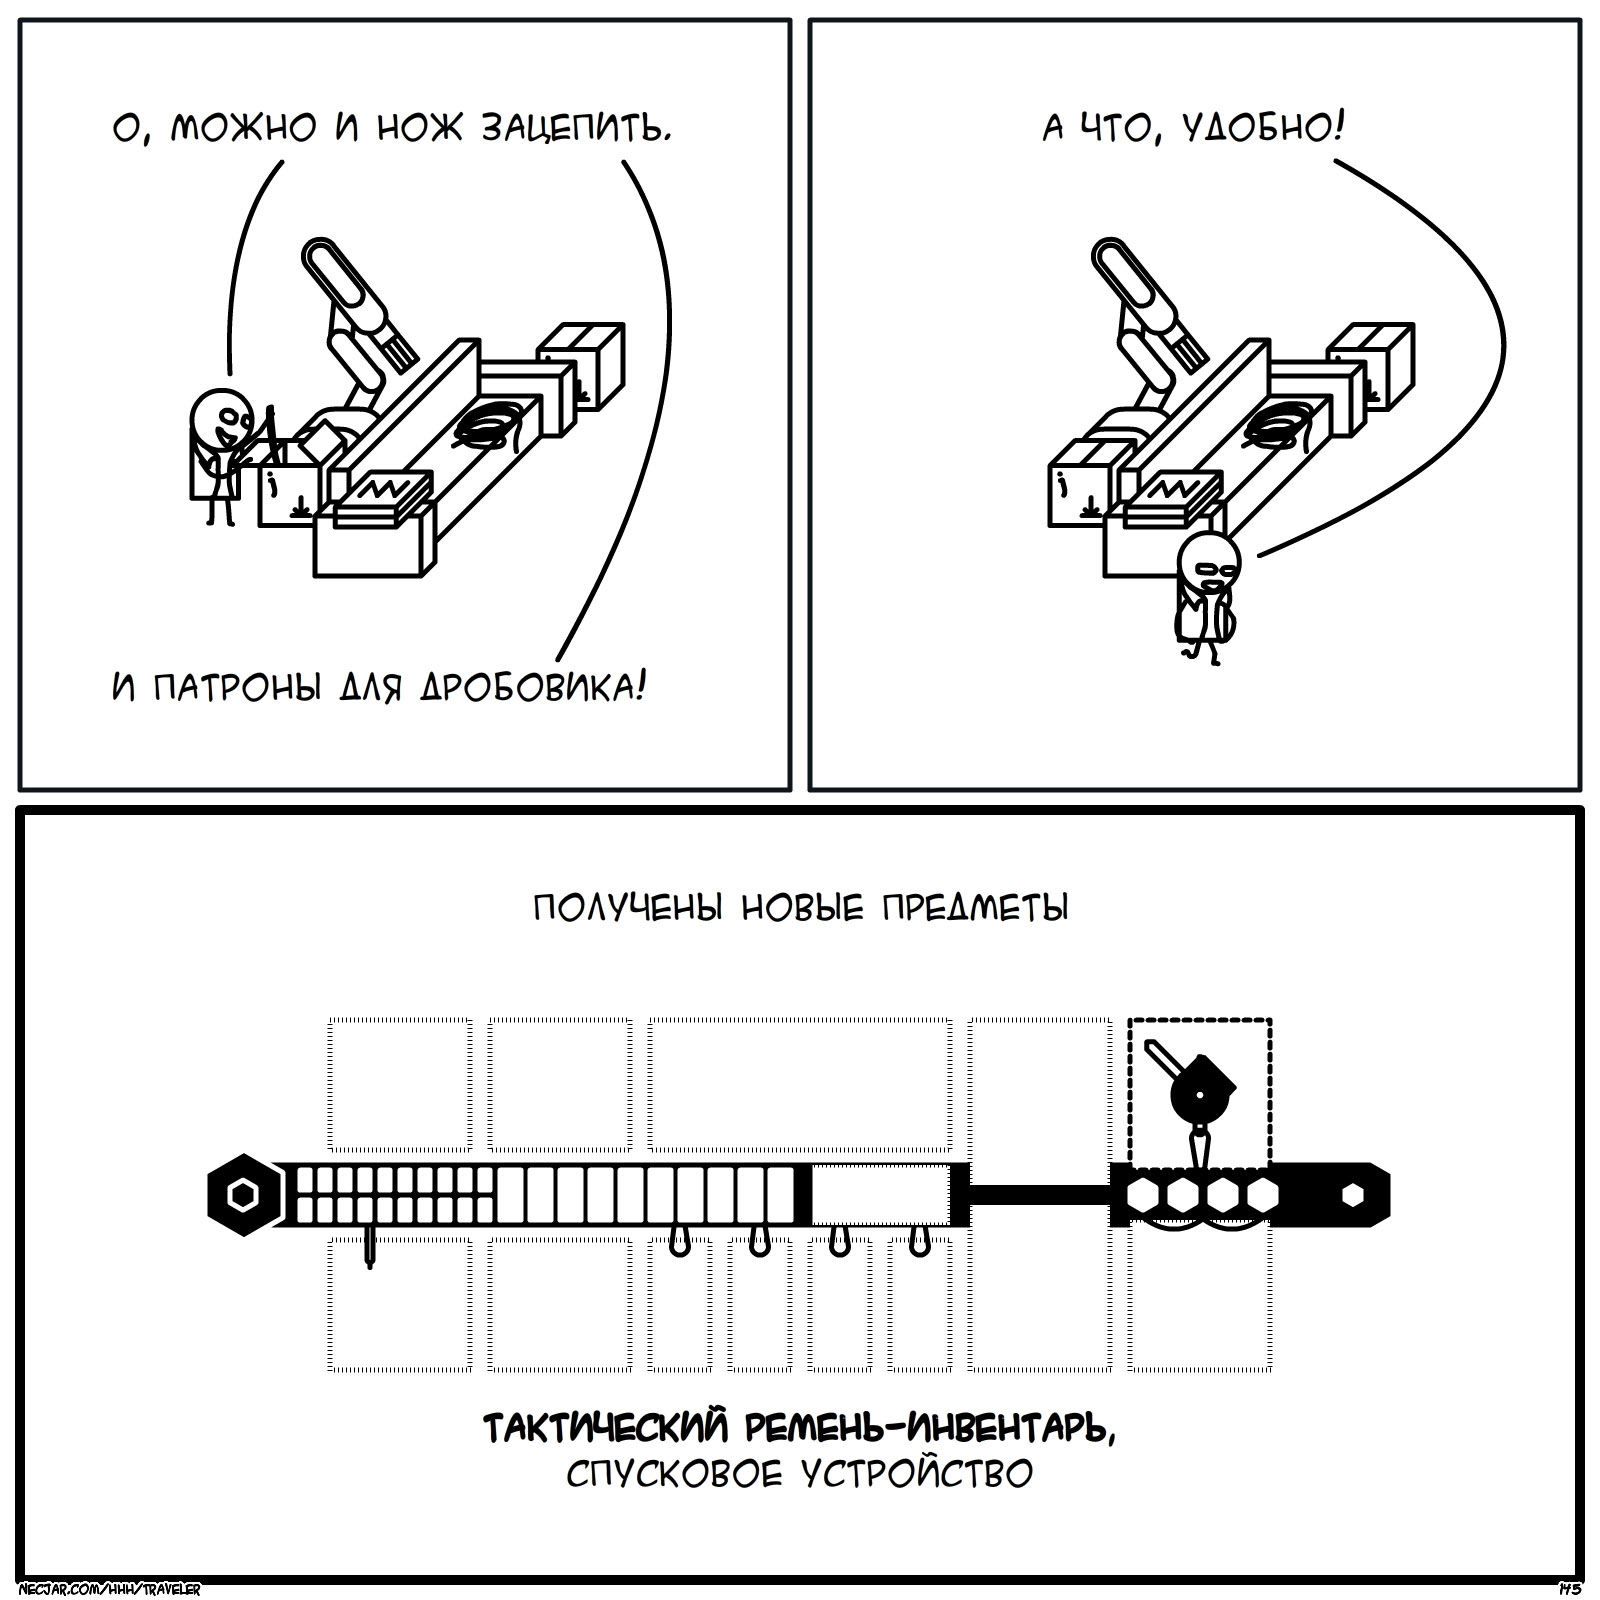 О, МОЖНО И НОЖ ЗАЦЕПИТЬ.
И ПАТРОНЫ ДЛЯ ДРОБОВИКА!
А ЧТО, УДОБНО!
ПОЛУЧЕНЫ НОВЫЕ ПРЕДМЕТЫ
ТАКТИЧЕСКИЙ РЕМЕНЬ-ИНВЕНТАРЬ,
СПУСКОВОЕ УСТРОЙСТВО
NECJAR.COM/HHH/TRAVELER
145